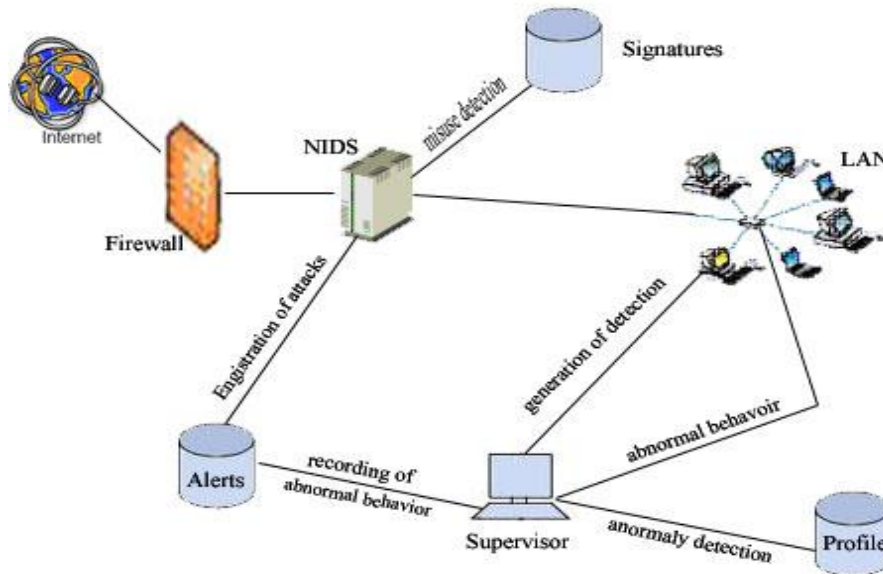 Signatures
Internet
NIDS
misuse detection
LAN
Firewall
Engistration of attacks
generation of detection
abnormal behavoir
Alerts
recording of
abnormal behavior
Supervisor
anormaly detection
Profile